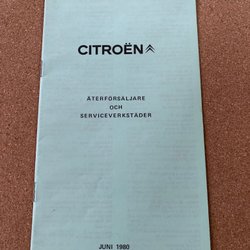 CITROËN
ÅTERFÖRSÄLJARE
OCH
SERVICEVERKSTÄDER
JUNI 1980